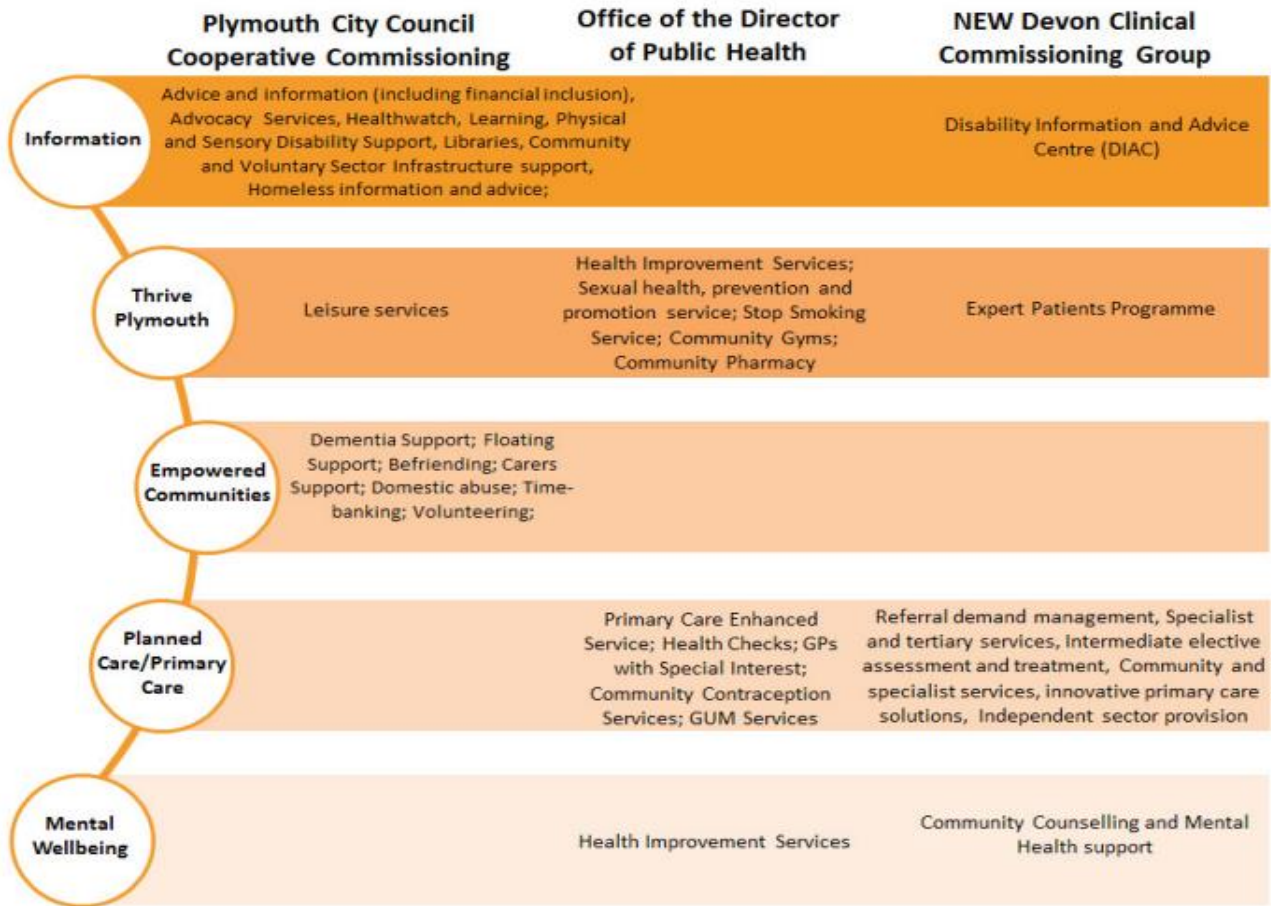 Plymouth City Council
Cooperative Commissioning
Office of the Director
of Public Health
NEW Devon Clinical
Commissioning Group
Information
Advice and information (including financial inclusion),
Advocacy Services, Healthwatch, Learning, Physical
and Sensory Disability Support, Libraries, Community
and Voluntary Sector Infrastructure support,
Homeless information and advice;
Disability Information and Advice
Centre (DIAC)
Thrive
Plymouth
Leisure services
Health Improvement Services;
Sexual health, prevention and
promotion service; Stop Smoking
Service; Community Gyms;
Community Pharmacy
Expert Patients Programme
Empowered
Communities
Dementia Support; Floating
Support; Befriending; Carers
Support; Domestic abuse; Time-
banking; Volunteering;
Planned
Care/Primary
Care
Primary Care Enhanced
Service; Health Checks; GPs
with Special Interest;
Community Contraception
Services; GUM Services
Referral demand management, Specialist
and tertiary services, Intermediate elective
assessment and treatment, Community and
specialist services, innovative primary care
solutions, Independent sector provision
Mental
Wellbeing
Health Improvement Services
Community Counselling and Mental
Health support